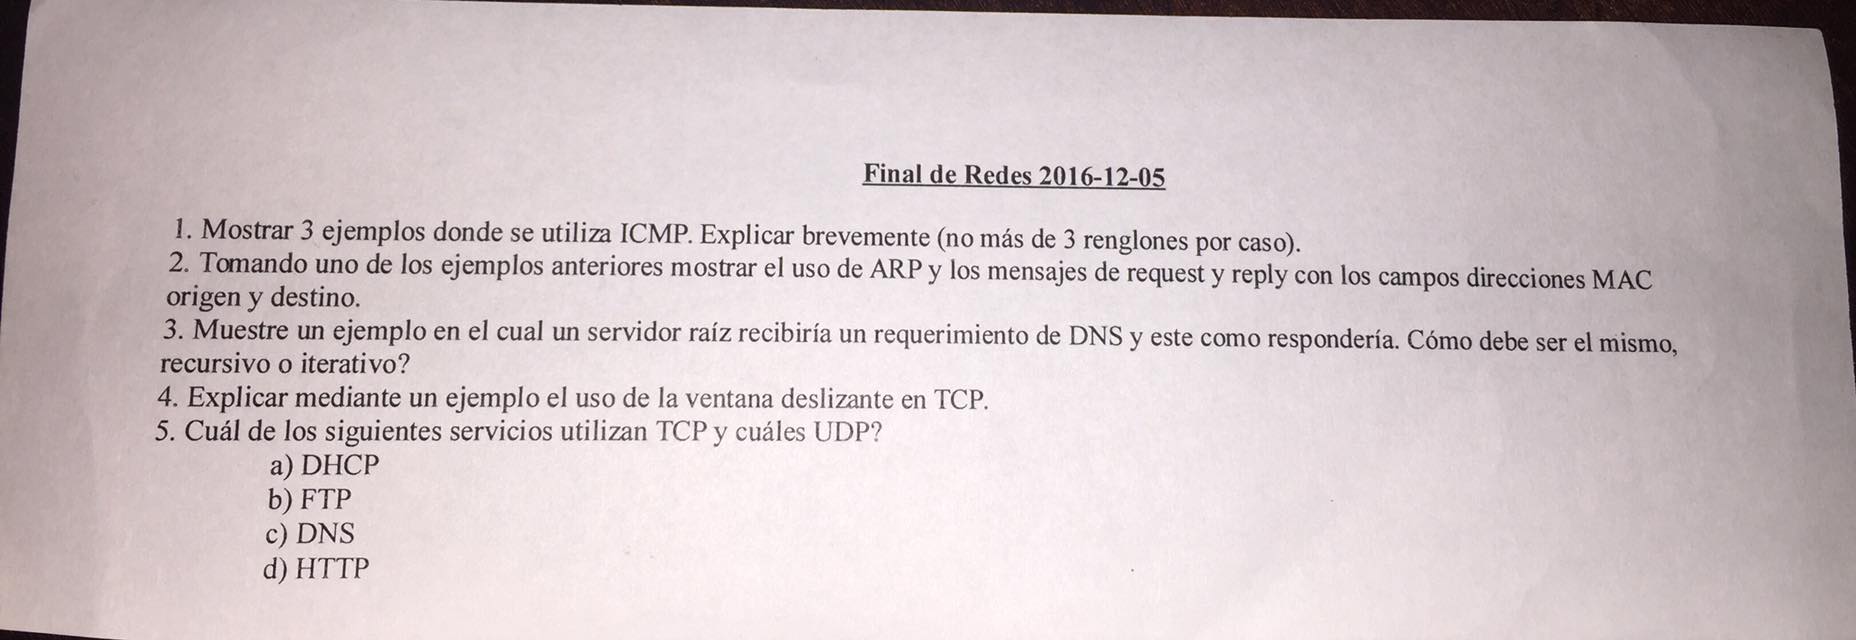 Final de Redes 2016-12-05
1. Mostrar 3 ejemplos donde se utiliza ICMP. Explicar brevemente (no más de 3 renglones por caso).
2. Tomando uno de los ejemplos anteriores mostrar el uso de ARP y los mensajes de request y reply con los campos direcciones MAC
origen y destino.
3. Muestre un ejemplo en el cual un servidor raíz recibiría un requerimiento de DNS y este como respondería. Cómo debe ser el mismo,
recursivo o iterativo?
4. Explicar mediante un ejemplo el uso de la ventana deslizante en TCP.
5. Cuál de los siguientes servicios utilizan TCP y cuáles UDP?
a) DHCP
b) FTP
c) DNS
d) HTTP